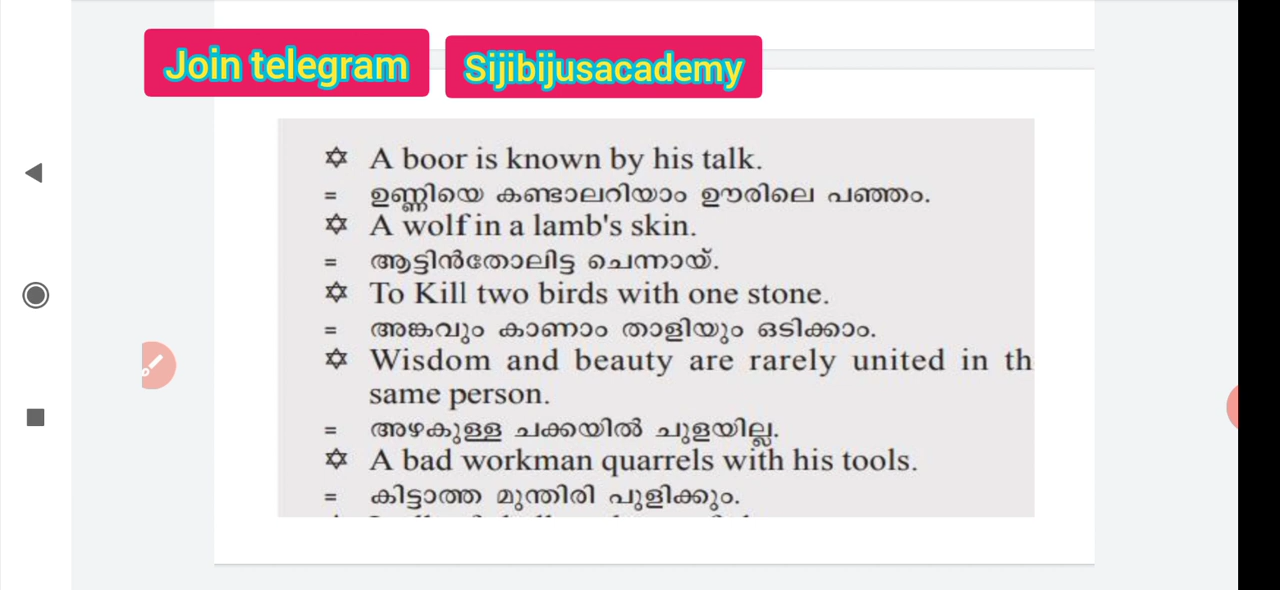 Join telegram Sijibijusacademy
✡ A boor is known by his talk.
= ഉണ്ണിയെ കണ്ടാലറിയാം ഊരിലെ പഞ്ഞം.
✡ A wolf in a lamb's skin.
= ആട്ടിൻതോലിട്ട ചെന്നായ്.
✡ To Kill two birds with one stone.
= അങ്കവും കാണാം താളിയും ഒടിക്കാം.
✡ Wisdom and beauty are rarely united in th
same person.
= അഴകുള്ള ചക്കയിൽ ചുളയില്ല.
✡ A bad workman quarrels with his tools.
= കിട്ടാത്ത മുന്തിരി പുളിക്കും.